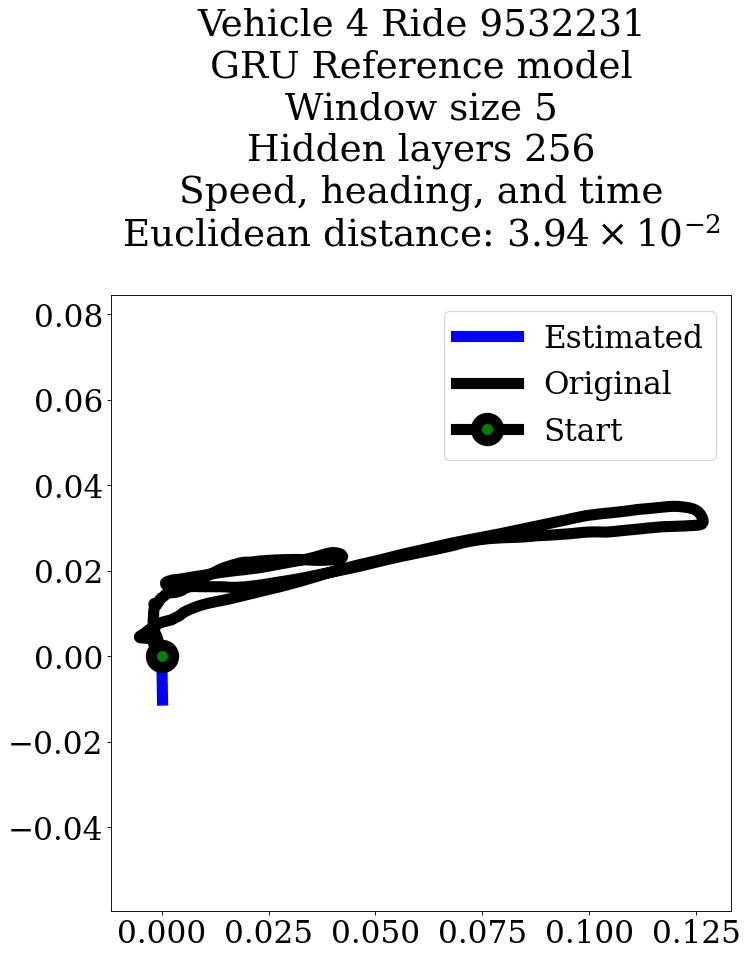 Vehicle 4 Ride 9532231
GRU Reference model
Window size 5
Hidden layers 256
Speed, heading, and time
Euclidean distance: 3.94 × 10⁻²
Estimated
Original
Start
0.08
0.06
0.04
0.02
0.00
−0.02
−0.04
0.000 0.025 0.050 0.075 0.100 0.125